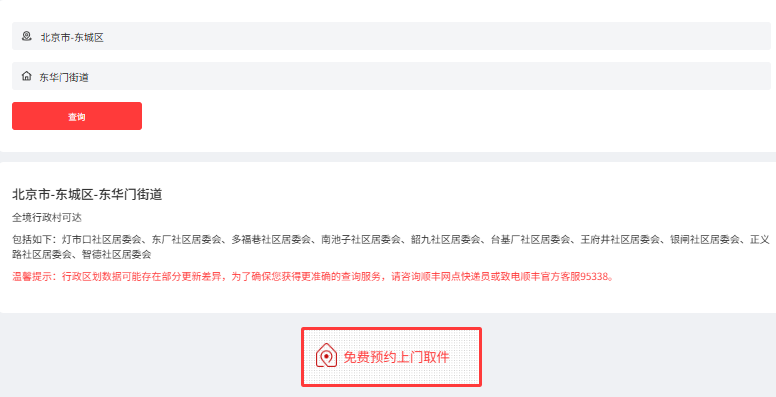 北京市-东城区
东华门街道
查询
北京市-东城区-东华门街道
全境行政村可达
包括如下：灯市口社区居委会、东厂社区居委会、多福巷社区居委会、南池子社区居委会、韶九社区居委会、台基厂社区居委会、王府井社区居委会、银闸社区居委会、正义
路社区居委会、智德社区居委会
温馨提示：行政区划数据可能存在部分更新差异，为了确保您获得更准确的查询服务，请咨询顺丰网点快递员或致电顺丰官方客服95338。
免费预约上门取件